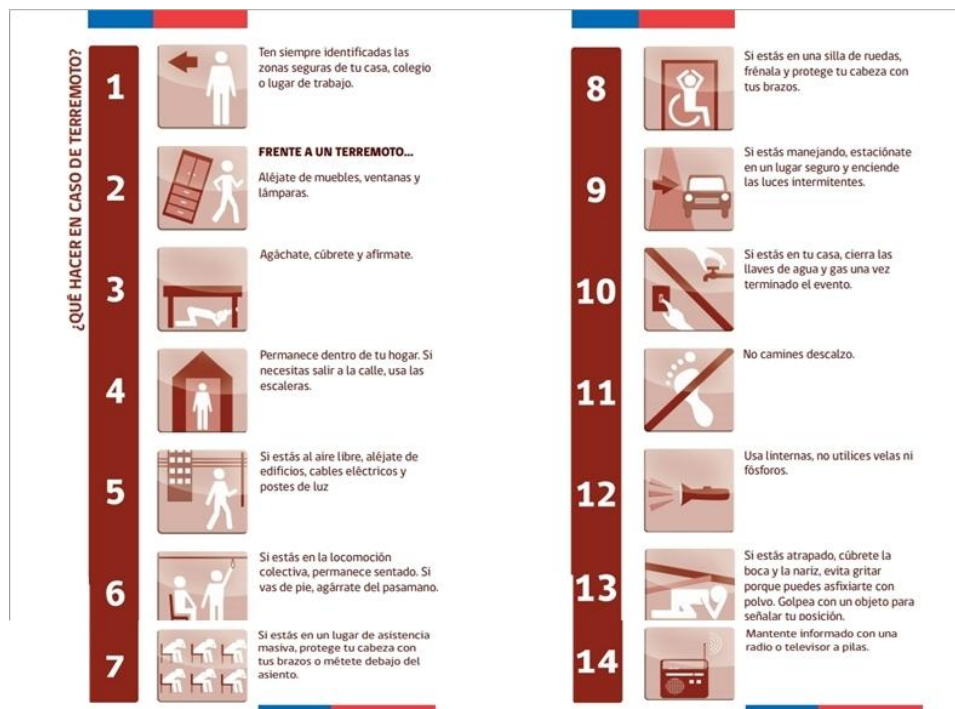 ¿QUÉ HACER EN CASO DE TERREMOTO?
1
Ten siempre identificadas las
zonas seguras de tu casa, colegio
o lugar de trabajo.
2
FRENTE A UN TERREMOTO...
Aléjate de muebles, ventanas y
lámparas.
3
Agáchate, cúbrete y afírmate.
4
Permanece dentro de tu hogar. Si
necesitas salir a la calle, usa las
escaleras.
5
Si estás al aire libre, aléjate de
edificios, cables eléctricos y
postes de luz
6
Si estás en la locomoción
colectiva, permanece sentado. Si
vas de pie, agárrate del pasamano.
7
Si estás en un lugar de asistencia
masiva, protege tu cabeza con
tus brazos o métete debajo del
asiento.
8
Si estás en una silla de ruedas,
frénala y protege tu cabeza con
tus brazos.
9
Si estás manejando, estaciónate
en un lugar seguro y enciende
las luces intermitentes.
10
Si estás en tu casa, cierra las
llaves de agua y gas una vez
terminado el evento.
11
No camines descalzo.
12
Usa linternas, no utilices velas ni
fósforos.
13
Si estás atrapado, cúbrete la
boca y la nariz, evita gritar
porque puedes asfixiarte con
polvo. Golpea con un objeto para
señalar tu posición.
14
Mantente informado con una
radio o televisor a pilas.